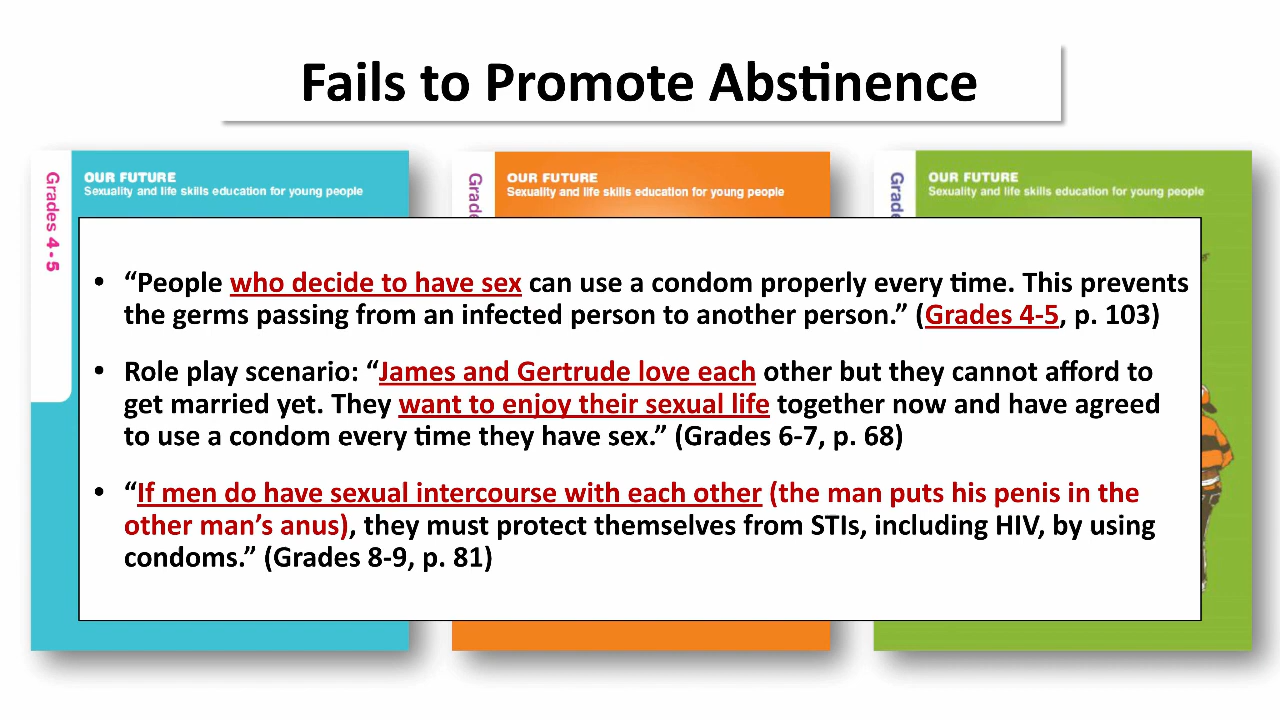 Fails to Promote Abstinence
Grades 4 - 5
OUR FUTURE
Sexuality and life skills education for young people
OUR FUTURE
Sexuality and life skills education for young people
OUR FUTURE
Sexuality and life skills education for young people
• “People who decide to have sex can use a condom properly every time. This prevents
the germs passing from an infected person to another person.” (Grades 4-5, p. 103)
• Role play scenario: “James and Gertrude love each other but they cannot afford to
get married yet. They want to enjoy their sexual life together now and have agreed
to use a condom every time they have sex.” (Grades 6-7, p. 68)
• “If men do have sexual intercourse with each other (the man puts his penis in the
other man’s anus), they must protect themselves from STIs, including HIV, by using
condoms.” (Grades 8-9, p. 81)